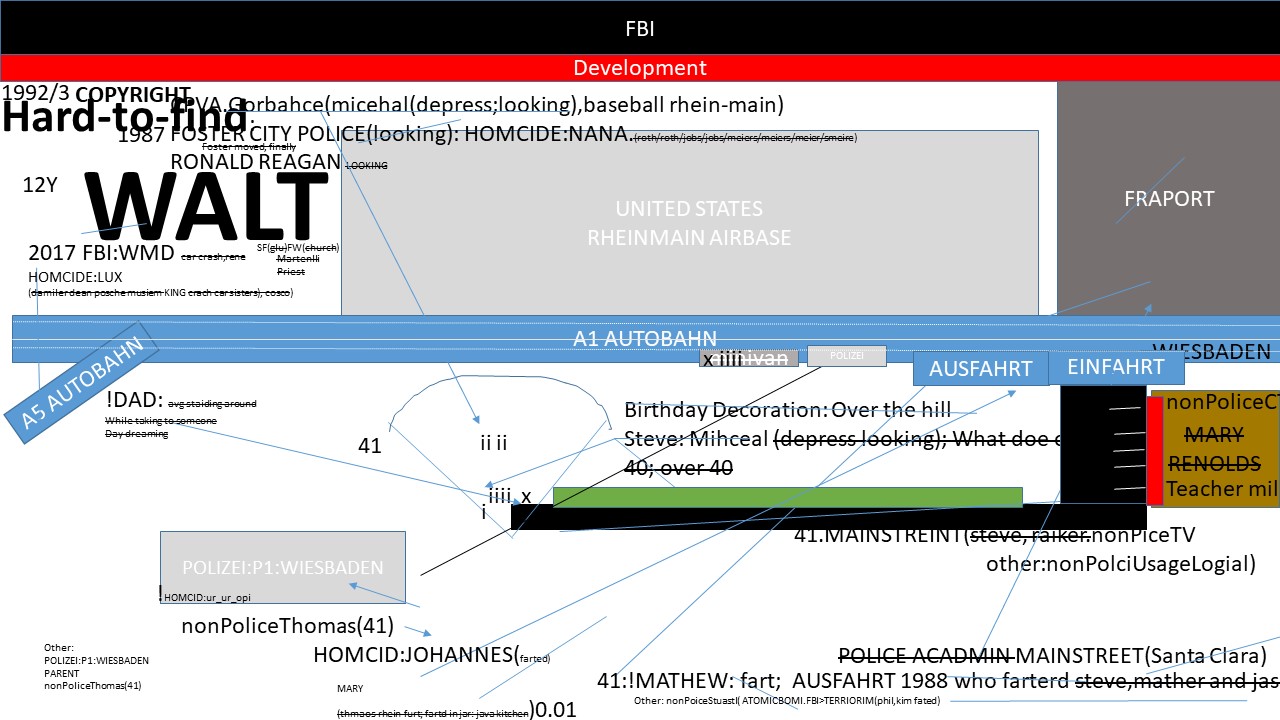 FBI
Development
1992/3 COPYRIGHT
Hard-to-find.
CPVA.Gorbahce(micehal(depress;looking),baseball rhein-main)
1987 FOSTER CITY POLICE(looking): HOMCIDE:NANA.(roth/roth/jobs/jobs/meiers/meiers/meier/smeire)
Foster moved, finally
RONALD REAGAN LOOKING
12Y
WALT
UNITED STATES
RHEINMAIN AIRBASE
FRAPORT
2017 FBI:WMD car crash,rene
SF(glu)FW(church)
Martenlli
Priest
HOMCIDE:LUX
(damiler dean posche musiem KING crach car sisters), cosco)
A1 AUTOBAHN
A5 AUTOBAHN
x iiii
POLIZEI
WIESBADEN
AUSFAHRT
EINFAHRT
!DAD: avg staiding around
While taking to someone
Day dreaming
41
ii ii
iiii x
i
Birthday Decoration: Over the hill
Steve: Mihceal (depress looking); What doe
40; over 40
nonPoliceCT
MARY
RENOLDS
Teacher mil
41.MAINSTREINT(steve, raiker.nonPiceTV
other:nonPolciUsageLogial)
POLIZEI:P1:WIESBADEN
!HOMCID:ur_ur_opi
nonPoliceThomas(41)
HOMCID:JOHANNES(farted)
Other:
POLIZEI:P1:WIESBADEN
PARENT
nonPoliceThomas(41)
MARY
(thmaos rhein furt; fartd in jar: java kitchen)0.01
POLICE ACADMIN MAINSTREET(Santa Clara)
41:!MATHEW: fart; AUSFAHRT 1988 who farterd steve,mather and jas
Other: nonPoiceStuastI( ATOMICBOMI.FBI>TERRIORIM(phil,kim fated)